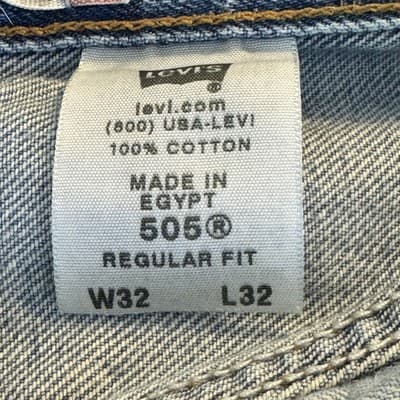 LEVI'S
®
levi.com
(800) USA-LEVI
100% COTTON
MADE IN
EGYPT
505®
REGULAR FIT
W32 L32